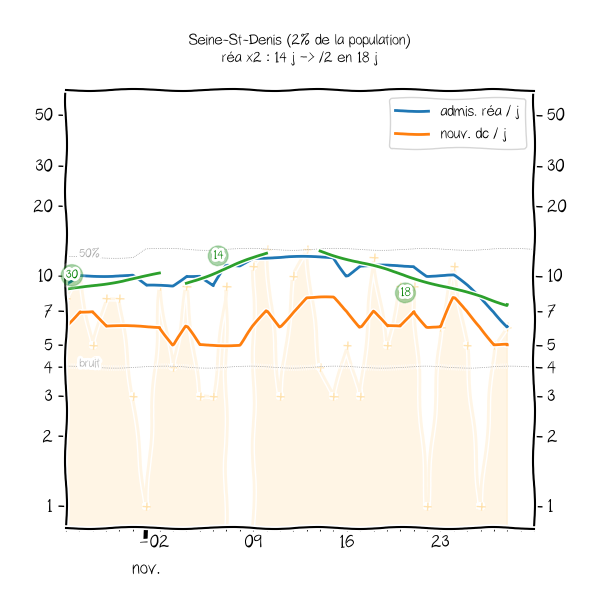 Seine-St-Denis (2% de la population)
réa x2 : 14 j -> /2 en 18 j
admis. réa / j
nouv. dc / j
50 50
30 30
20 20
50%
14
30
10 10
18
7 7
5 5
bruit
4 4
3 3
2 2
1 1
02 09 16 23
nov.